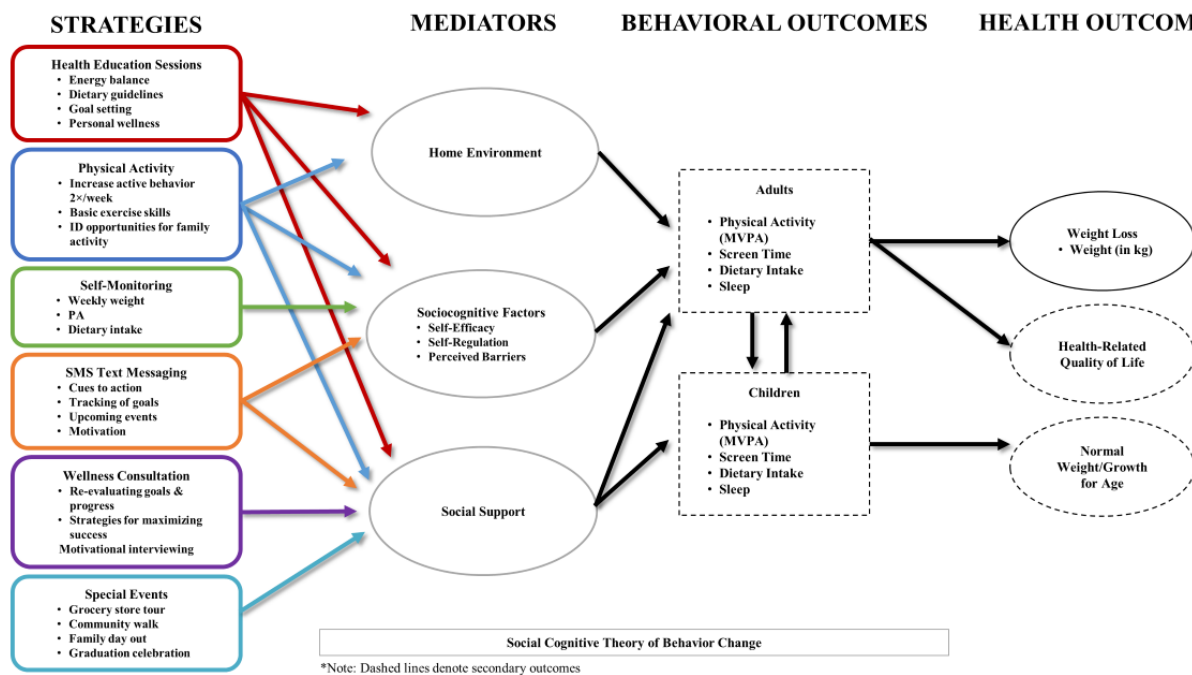 STRATEGIES
MEDIATORS
BEHAVIORAL OUTCOMES
HEALTH OUTCOM
Health Education Sessions
• Energy balance
• Dietary guidelines
• Goal setting
• Personal wellness
Physical Activity
• Increase active behavior
2×/week
• Basic exercise skills
• ID opportunities for family
activity
Self-Monitoring
• Weekly weight
• PA
• Dietary intake
SMS Text Messaging
• Cues to action
• Tracking of goals
• Upcoming events
• Motivation
Wellness Consultation
• Re-evaluating goals &
progress
• Strategies for maximizing
success
Motivational interviewing
Special Events
• Grocery store tour
• Community walk
• Family day out
• Graduation celebration
Home Environment
Sociocognitive Factors
• Self-Efficacy
• Self-Regulation
• Perceived Barriers
Social Support
Adults
• Physical Activity
(MVPA)
• Screen Time
• Dietary Intake
• Sleep
Children
• Physical Activity
(MVPA)
• Screen Time
• Dietary Intake
• Sleep
Weight Loss
• Weight (in kg)
Health-Related
Quality of Life
Normal
Weight/Growth
for Age
Social Cognitive Theory of Behavior Change
*Note: Dashed lines denote secondary outcomes